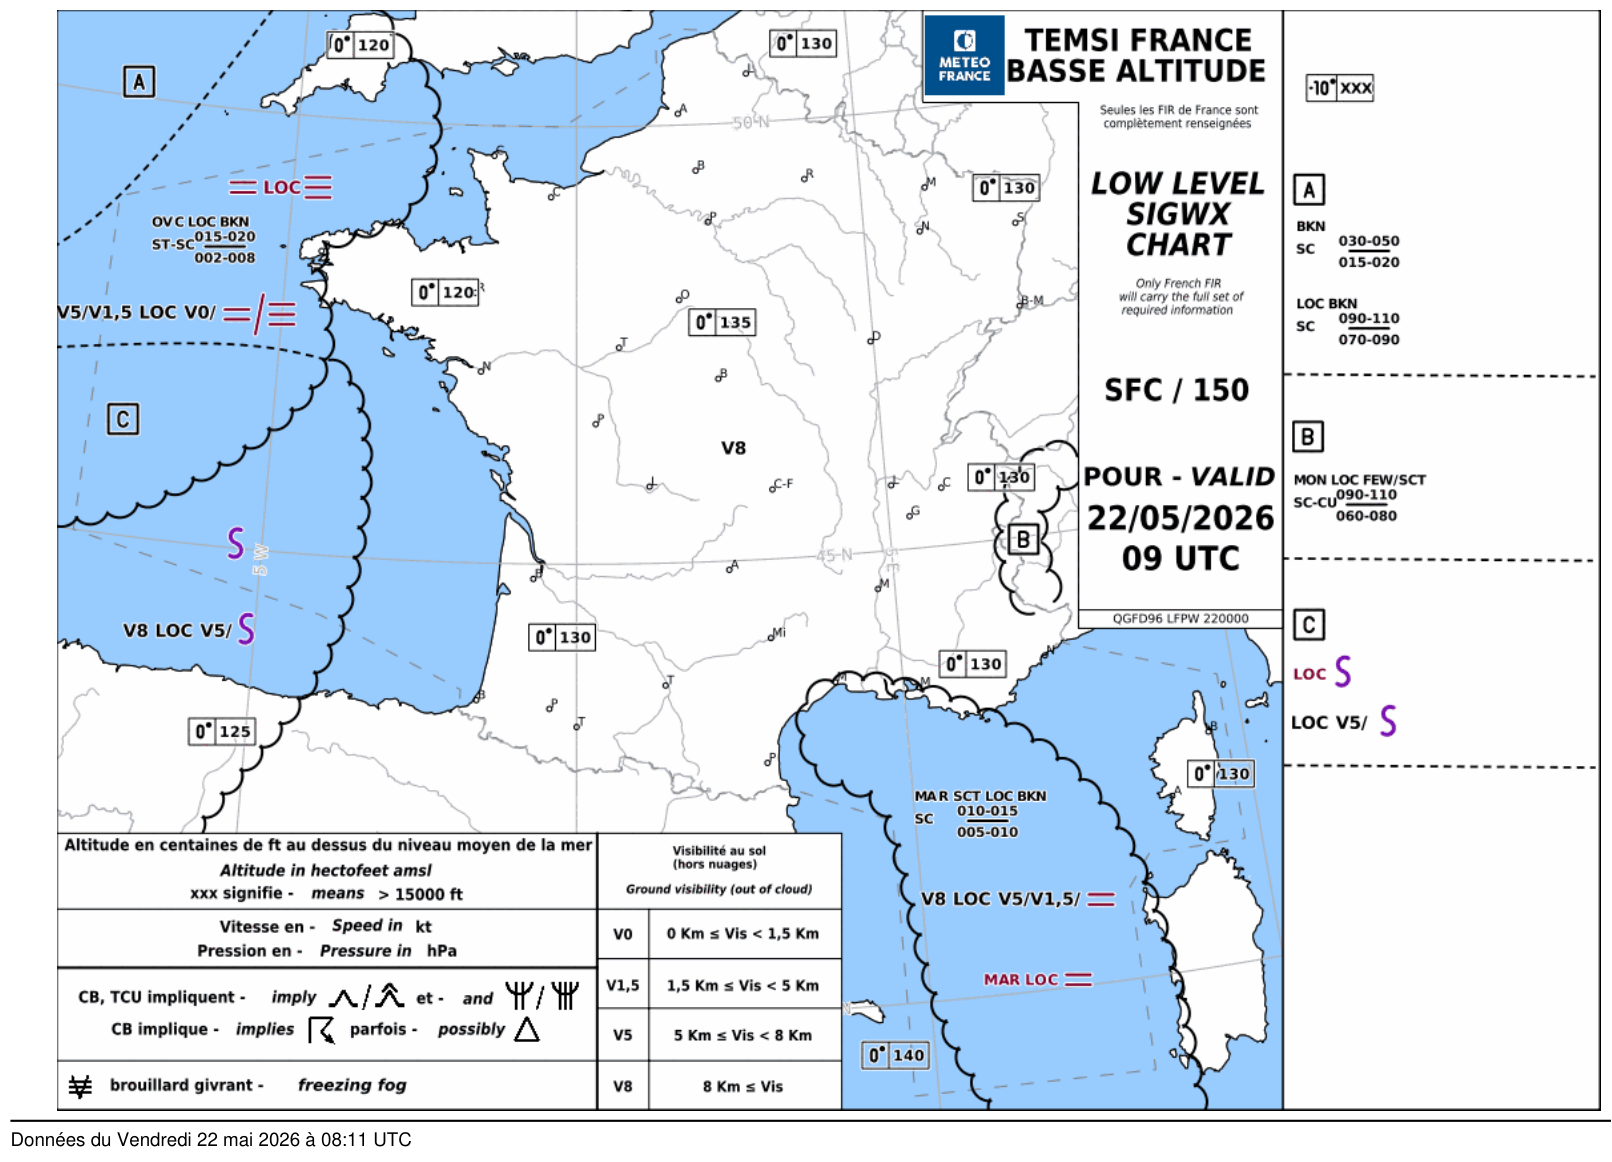 TEMSI FRANCE
BASSE ALTITUDE
METEO
FRANCE
Seules les FIR de France sont
complètement renseignées
LOW LEVEL
SIGWX
CHART
Only French FIR
will carry the full set of
required information
SFC / 150
POUR - VALID
22/05/2026
09 UTC
QGFD96 LFPW 220000
0° 120
0° 130
A
L
A
50°N
C
B
R
M
0° 130
LOC
C
P
N
S
OVC LOC BKN
ST-SC 015-020
002-008
0° 120
R
O
B-M
V5/V1,5 LOC V0/
0° 135
T
D
N
B
C
P
V8
L
C-F
L
C
0° 130
G
B
5°W
45°N
5°E
B
A
M
V8 LOC V5/
0° 130
Mi
N
0° 130
B
P
T
T
M
M
0° 125
P
B
0° 130
A
MAR SCT LOC BKN
SC 010-015
005-010
V8 LOC V5/V1,5/
MAR LOC
0° 140
Altitude en centaines de ft au dessus du niveau moyen de la mer
Altitude in hectofeet amsl
xxx signifie - means > 15000 ft
Vitesse en - Speed in kt
Pression en - Pressure in hPa
CB, TCU impliquent - imply / et - and /
CB implique - implies parfois - possibly
brouillard givrant - freezing fog
Visibilité au sol
(hors nuages)
Ground visibility (out of cloud)
V0 0 Km ≤ Vis < 1,5 Km
V1,5 1,5 Km ≤ Vis < 5 Km
V5 5 Km ≤ Vis < 8 Km
V8 8 Km ≤ Vis
-10° xxx
A
BKN
SC 030-050
015-020
LOC BKN
SC 090-110
070-090
B
MON LOC FEW/SCT
SC-CU 090-110
060-080
C
LOC
LOC V5/
Données du Vendredi 22 mai 2026 à 08:11 UTC